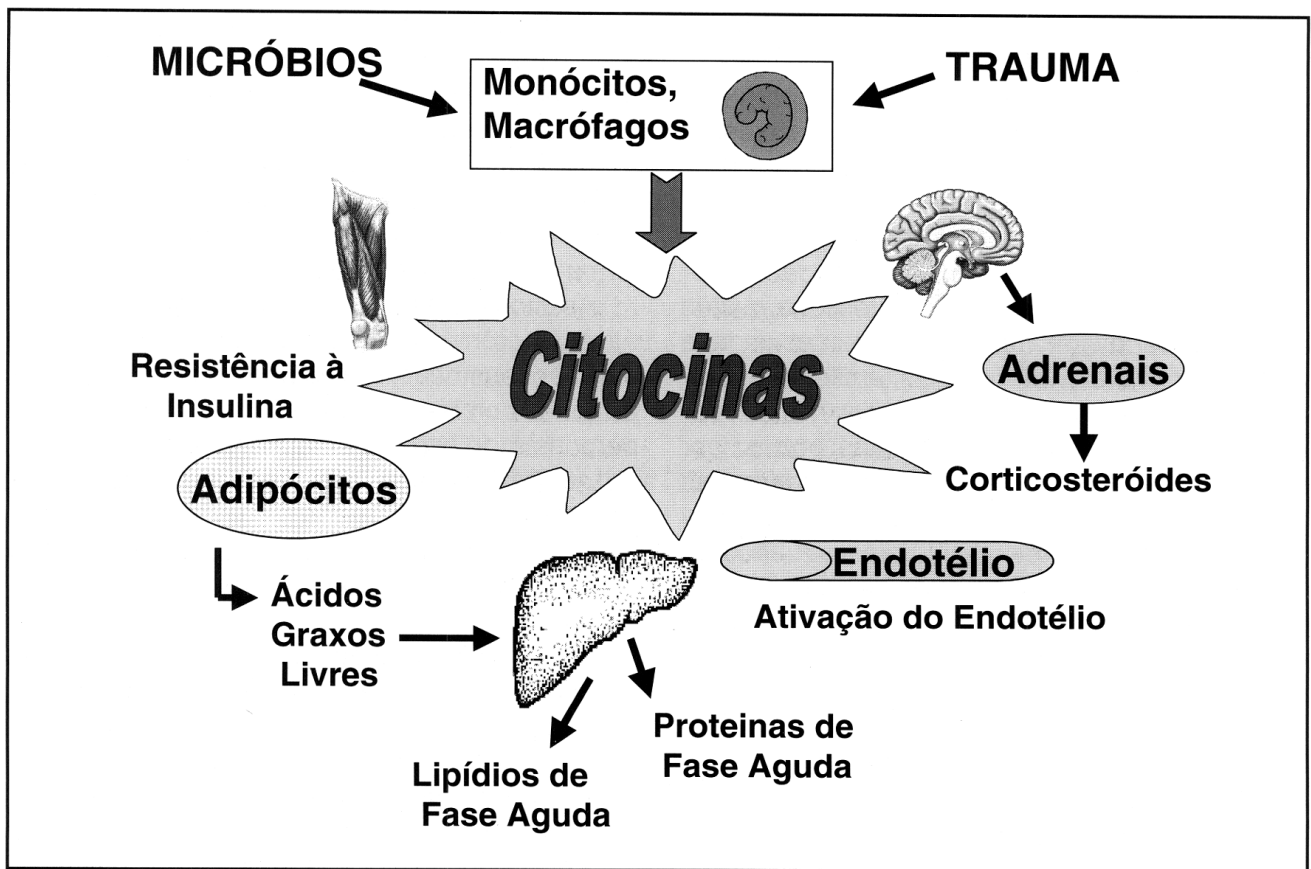 MICRÓBIOS
Monócitos,
Macrófagos
TRAUMA
Citocinas
Resistência à
Insulina
Adrenais
Corticosteróides
Adipócitos
Ácidos
Graxos
Livres
Endotélio
Ativação do Endotélio
Proteinas de
Fase Aguda
Lipídios de
Fase Aguda